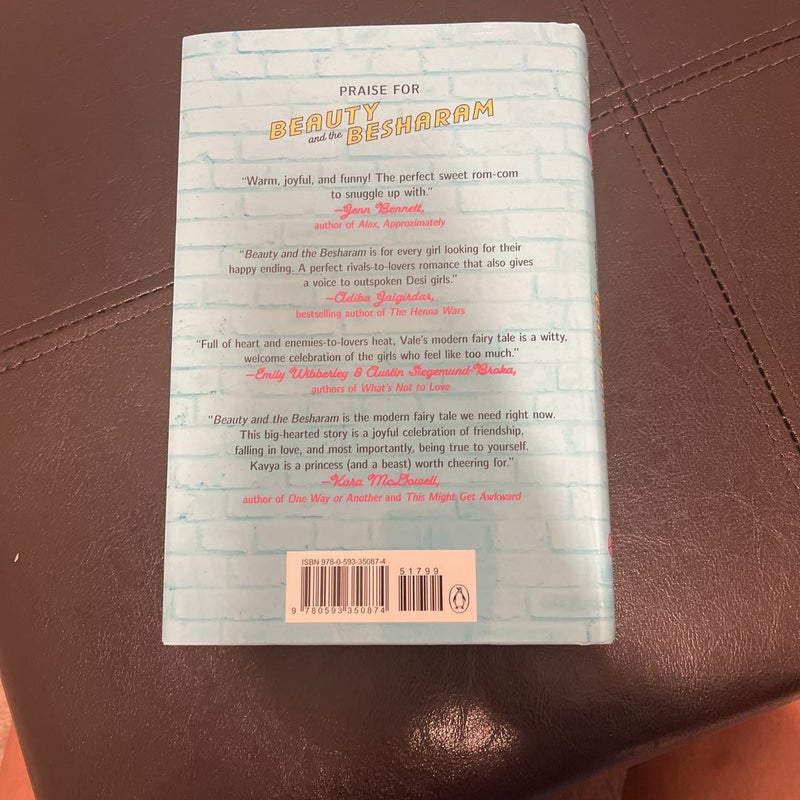 PRAISE FOR
BEAUTY
and the BESHARAM
“Warm, joyful, and funny! The perfect sweet rom-com
to snuggle up with.”
—Jenn Bennett,
author of Alex, Approximately
“Beauty and the Besharam is for every girl looking for their
happy ending. A perfect rivals-to-lovers romance that also gives
a voice to outspoken Desi girls.”
—Adiba Jaigirdar,
bestselling author of The Henna Wars
“Full of heart and enemies-to-lovers heat, Vale’s modern fairy tale is a witty,
welcome celebration of the girls who feel like too much.”
—Emily Wibberley & Austin Siegemund-Broka,
authors of What’s Not to Love
“Beauty and the Besharam is the modern fairy tale we need right now.
This big-hearted story is a joyful celebration of friendship,
falling in love, and most importantly, being true to yourself.
Kavya is a princess (and a beast) worth cheering for.”
—Kara McDowell,
author of One Way or Another and This Might Get Awkward
ISBN 978-0-593-35087-4
51799
9 780593 350874